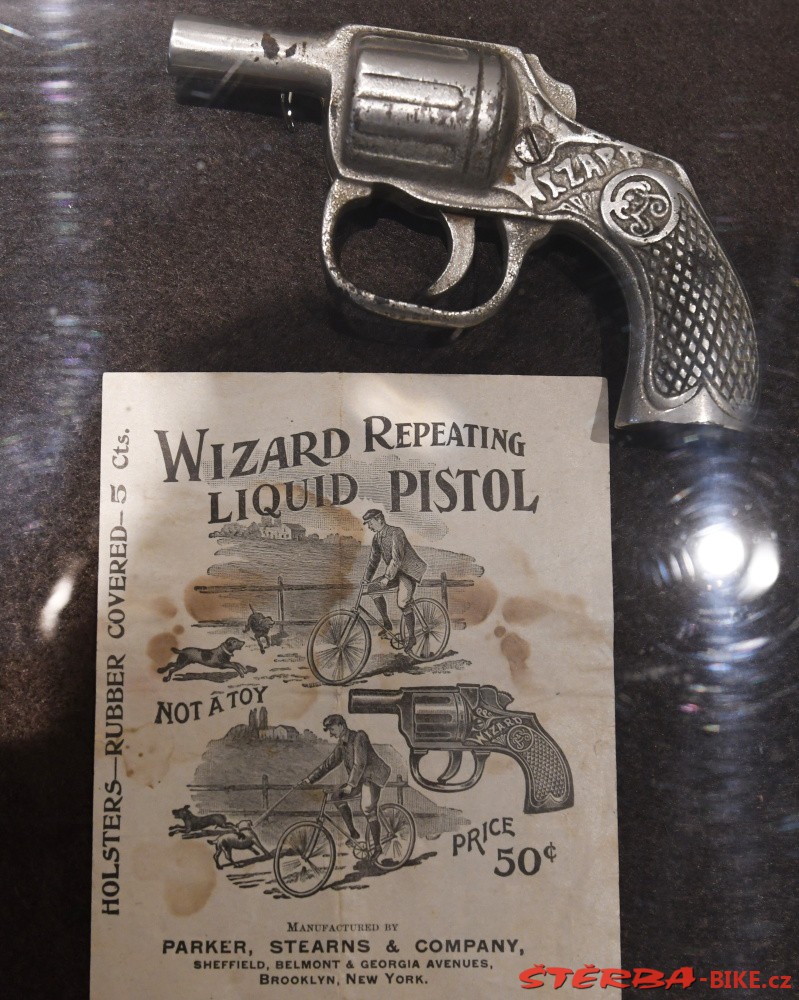 WIZARD
WIZARD REPEATING
LIQUID PISTOL
NOT A TOY
THE
WIZARD
PRICE
50¢
HOLSTERS—RUBBER COVERED—5 Cts.
MANUFACTURED BY
PARKER, STEARNS & COMPANY,
SHEFFIELD, BELMONT & GEORGIA AVENUES,
BROOKLYN, NEW YORK.
ŠTĚRBA-BIKE.cz